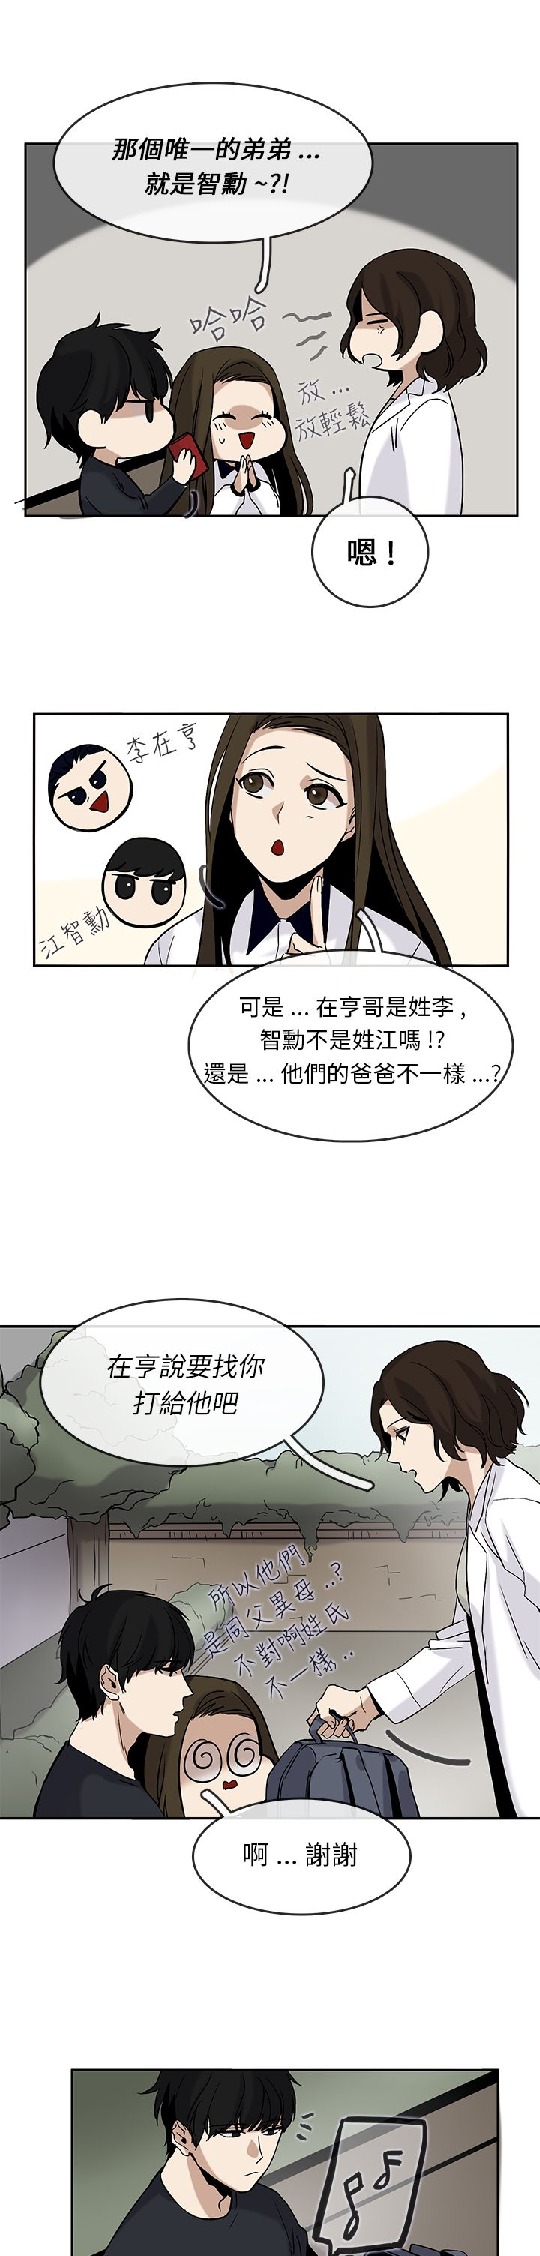 那個唯一的弟弟...
就是智勳~?!
哈哈
放...
放輕鬆
嗯！
李在亨
江智勳
可是...在亨哥是姓李，
智勳不是姓江嗎!?
還是...他們的爸爸不一樣...?
在亨說要找你
打給他吧
所以他們
是同父異母..?
不對啊姓氏
不一樣..
啊...謝謝